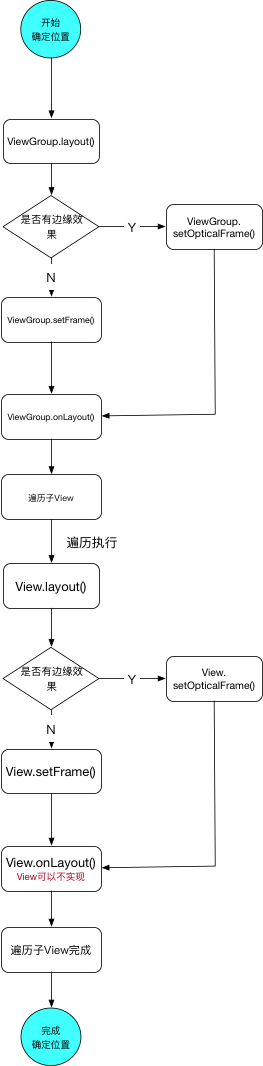 开始
确定位置
ViewGroup.layout()
是否有边缘效
果
Y
ViewGroup.
setOpticalFrame()
N
ViewGroup.setFrame()
ViewGroup.onLayout()
遍历子View
遍历执行
View.layout()
是否有边缘效
果
Y
View.
setOpticalFrame()
N
View.setFrame()
View.onLayout()
View可以不实现
遍历子View完成
完成
确定位置